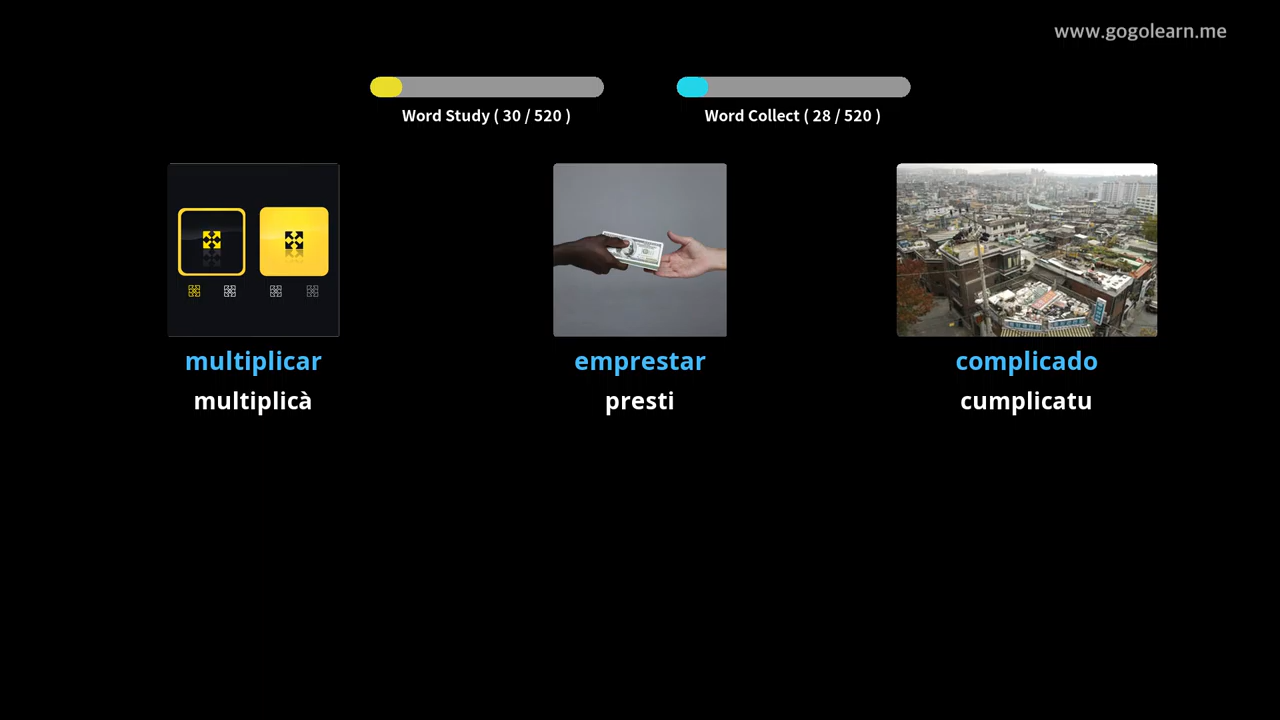 www.gogolearn.me
Word Study ( 30 / 520 )
Word Collect ( 28 / 520 )
multiplicar
emprestar
complicado
multiplicà
presti
cumplicatu